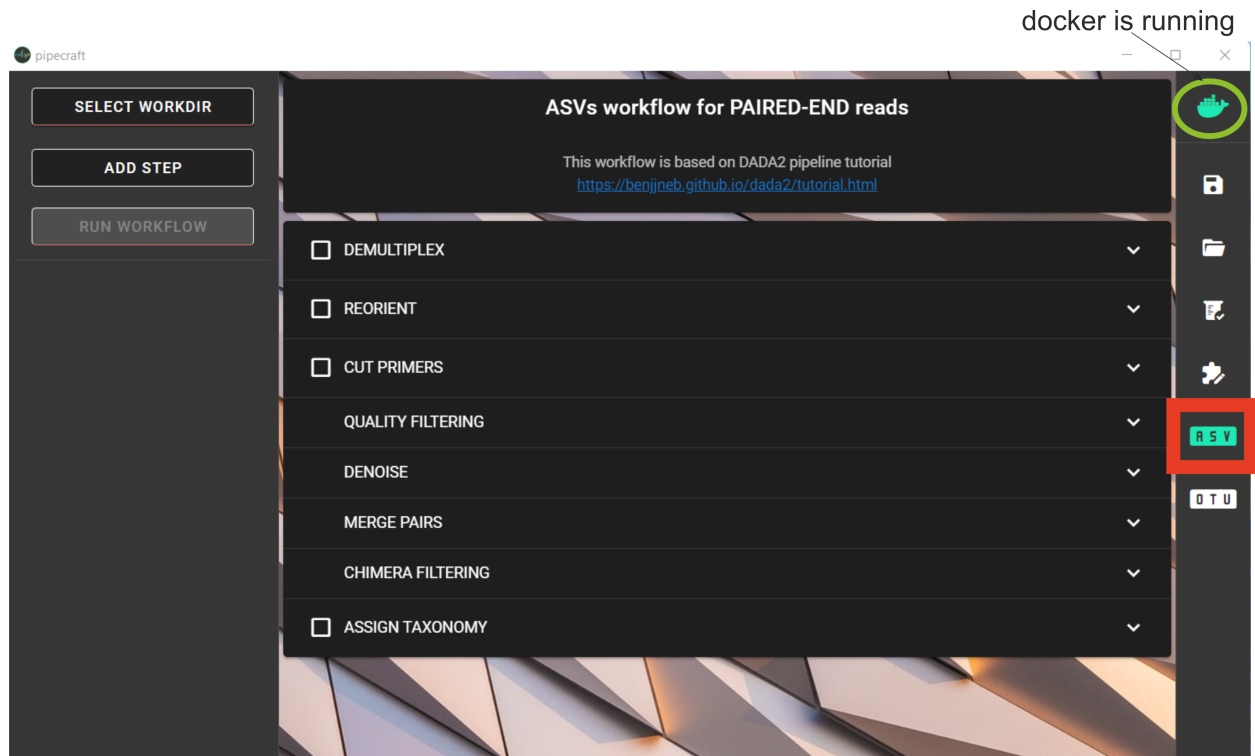 docker is running
pipecraft
SELECT WORKDIR
ADD STEP
RUN WORKFLOW
ASVs workflow for PAIRED-END reads
This workflow is based on DADA2 pipeline tutorial
https://benjjneb.github.io/dada2/tutorial.html
DEMULTIPLEX
REORIENT
CUT PRIMERS
QUALITY FILTERING
DENOISE
MERGE PAIRS
CHIMERA FILTERING
ASSIGN TAXONOMY
ASV
OTU